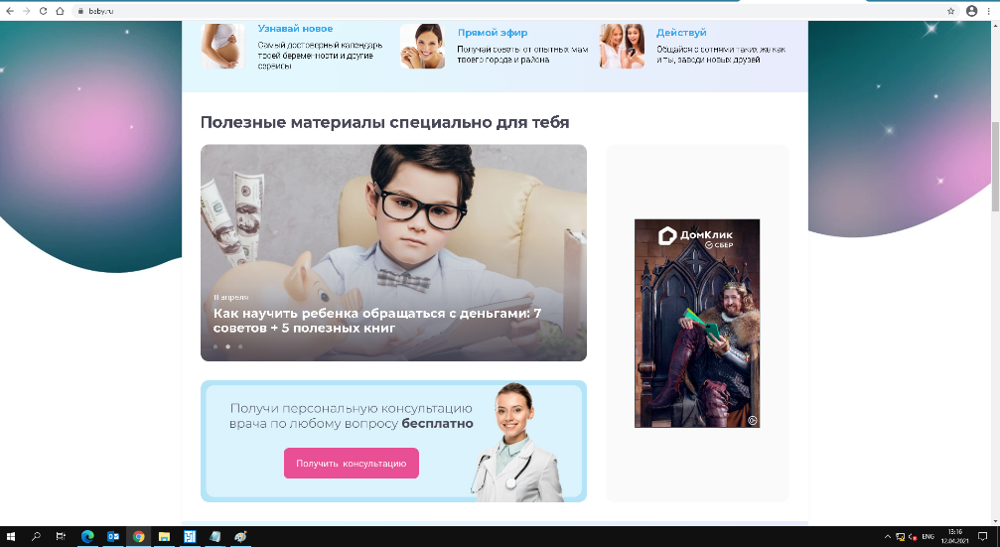 baby.ru
Узнавай новое
Самый достоверный календарь
твоей беременности и другие
сервисы
Прямой эфир
Получай советы от опытных мам
твоего города и района
Действуй
Общайся с сотнями таких же как
и ты, заводи новых друзей
Полезные материалы специально для тебя
11 апреля
Как научить ребенка обращаться с деньгами: 7
советов + 5 полезных книг
ДомКлик
СБЕР
Получи персональную консультацию
врача по любому вопросу бесплатно
Получить консультацию
ENG
13:16
12.04.2021